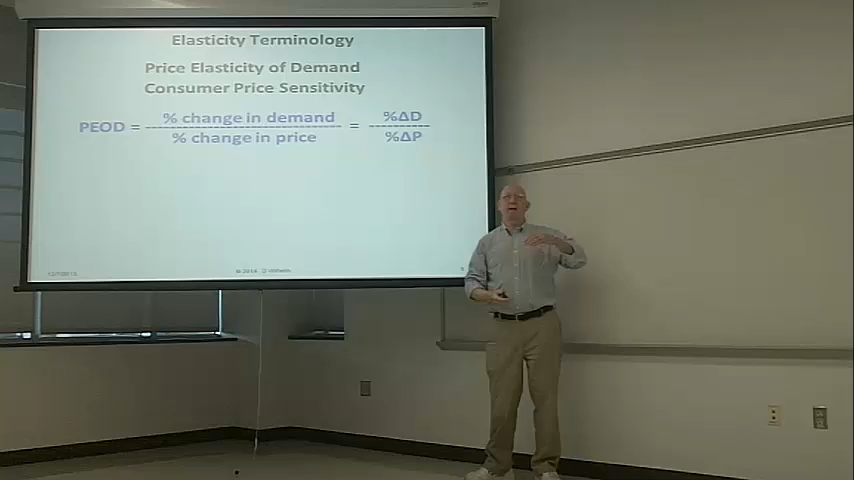 Elasticity Terminology
Price Elasticity of Demand
Consumer Price Sensitivity
PEOD = % change in demand / % change in price = %ΔD / %ΔP